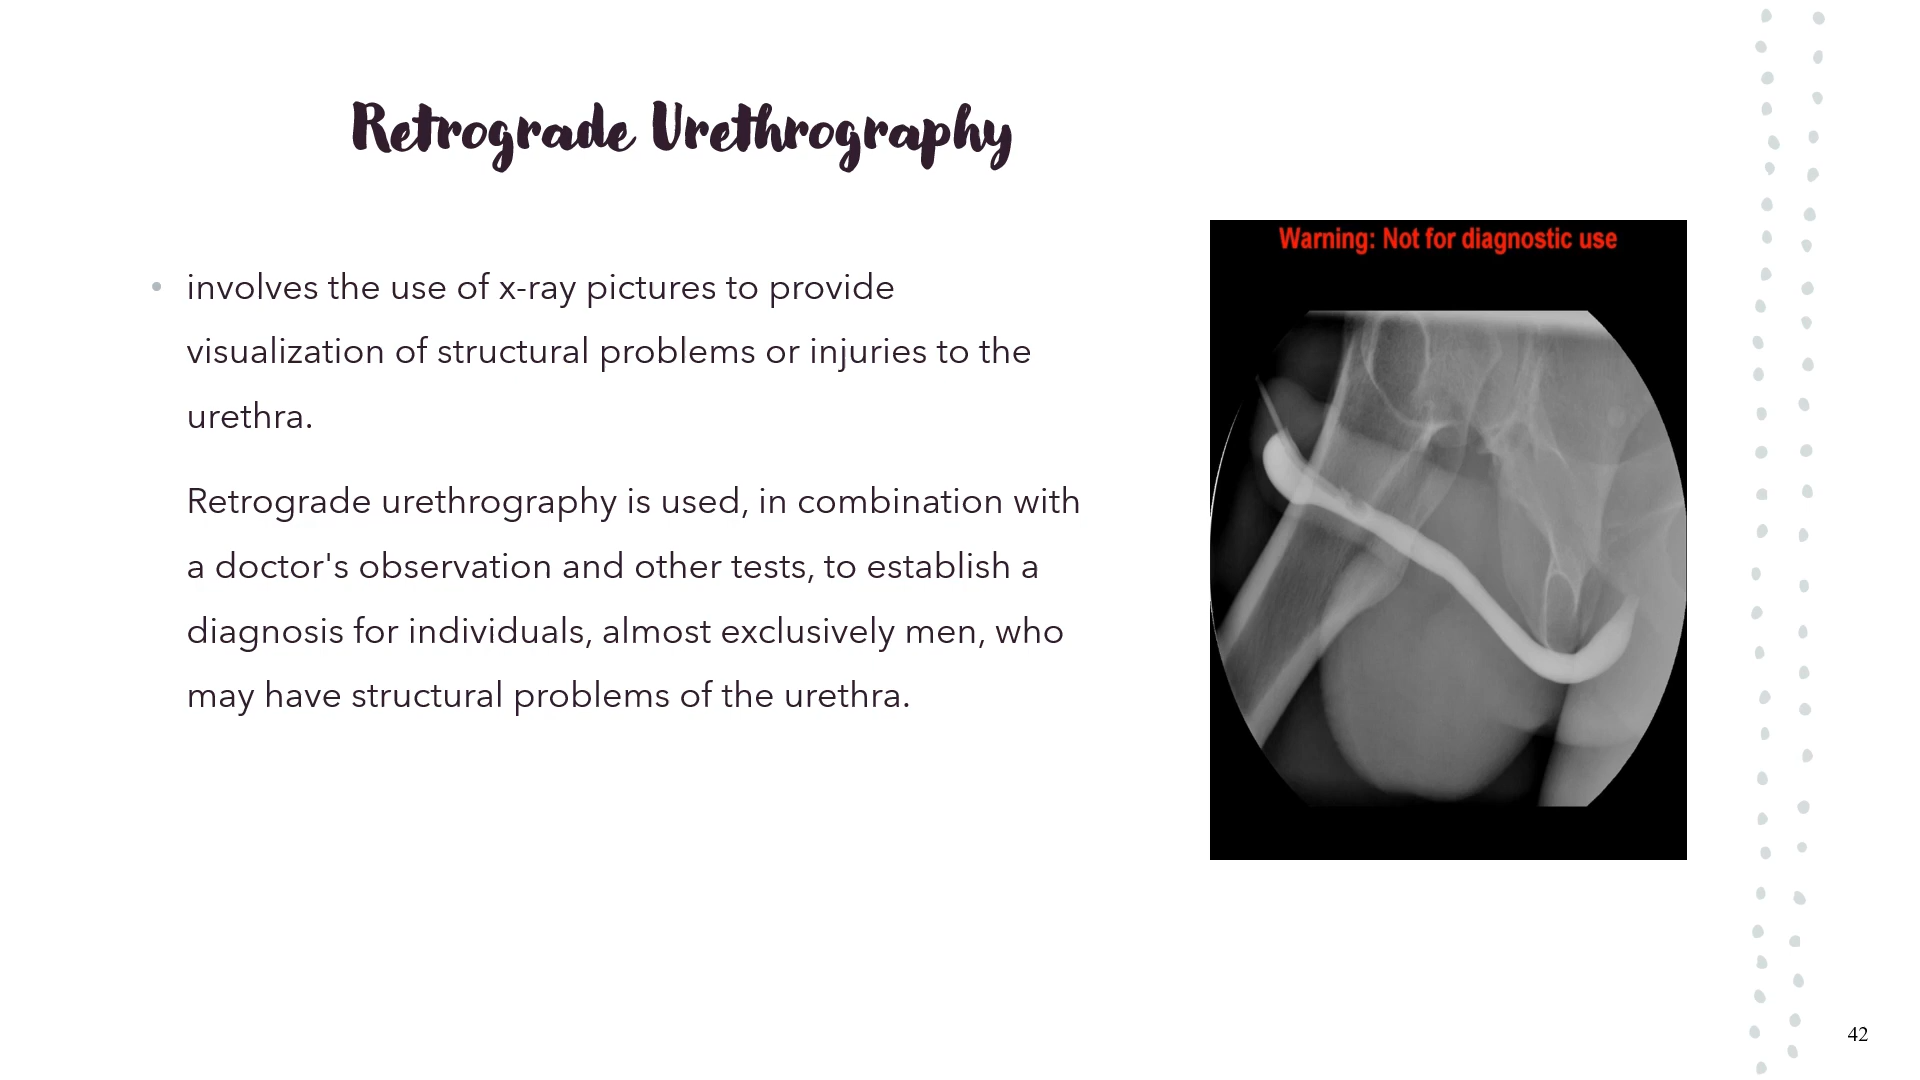 Retrograde Urethrography
• involves the use of x-ray pictures to provide
visualization of structural problems or injuries to the
urethra.
Retrograde urethrography is used, in combination with
a doctor's observation and other tests, to establish a
diagnosis for individuals, almost exclusively men, who
may have structural problems of the urethra.
Warning: Not for diagnostic use
42